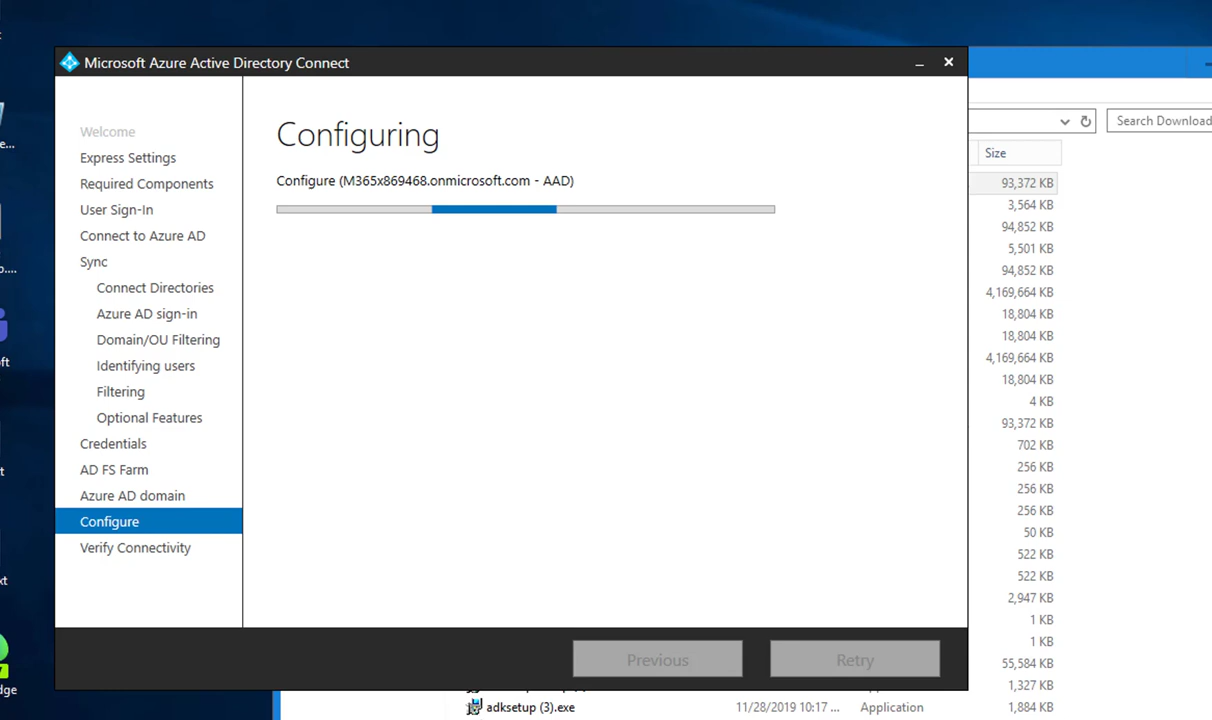 Microsoft Azure Active Directory Connect
Welcome
Express Settings
Required Components
User Sign-In
Connect to Azure AD
Sync
Connect Directories
Azure AD sign-in
Domain/OU Filtering
Identifying users
Filtering
Optional Features
Credentials
AD FS Farm
Azure AD domain
Configure
Verify Connectivity
Configuring
Configure (M365x869468.onmicrosoft.com - AAD)
Previous
Retry
Search Download
Size
93,372 KB
3,564 KB
94,852 KB
5,501 KB
94,852 KB
4,169,664 KB
18,804 KB
18,804 KB
4,169,664 KB
18,804 KB
4 KB
93,372 KB
702 KB
256 KB
256 KB
256 KB
50 KB
522 KB
522 KB
2,947 KB
1 KB
1 KB
55,584 KB
1,327 KB
adksetup (3).exe 11/28/2019 10:17 ... Application 1,884 KB